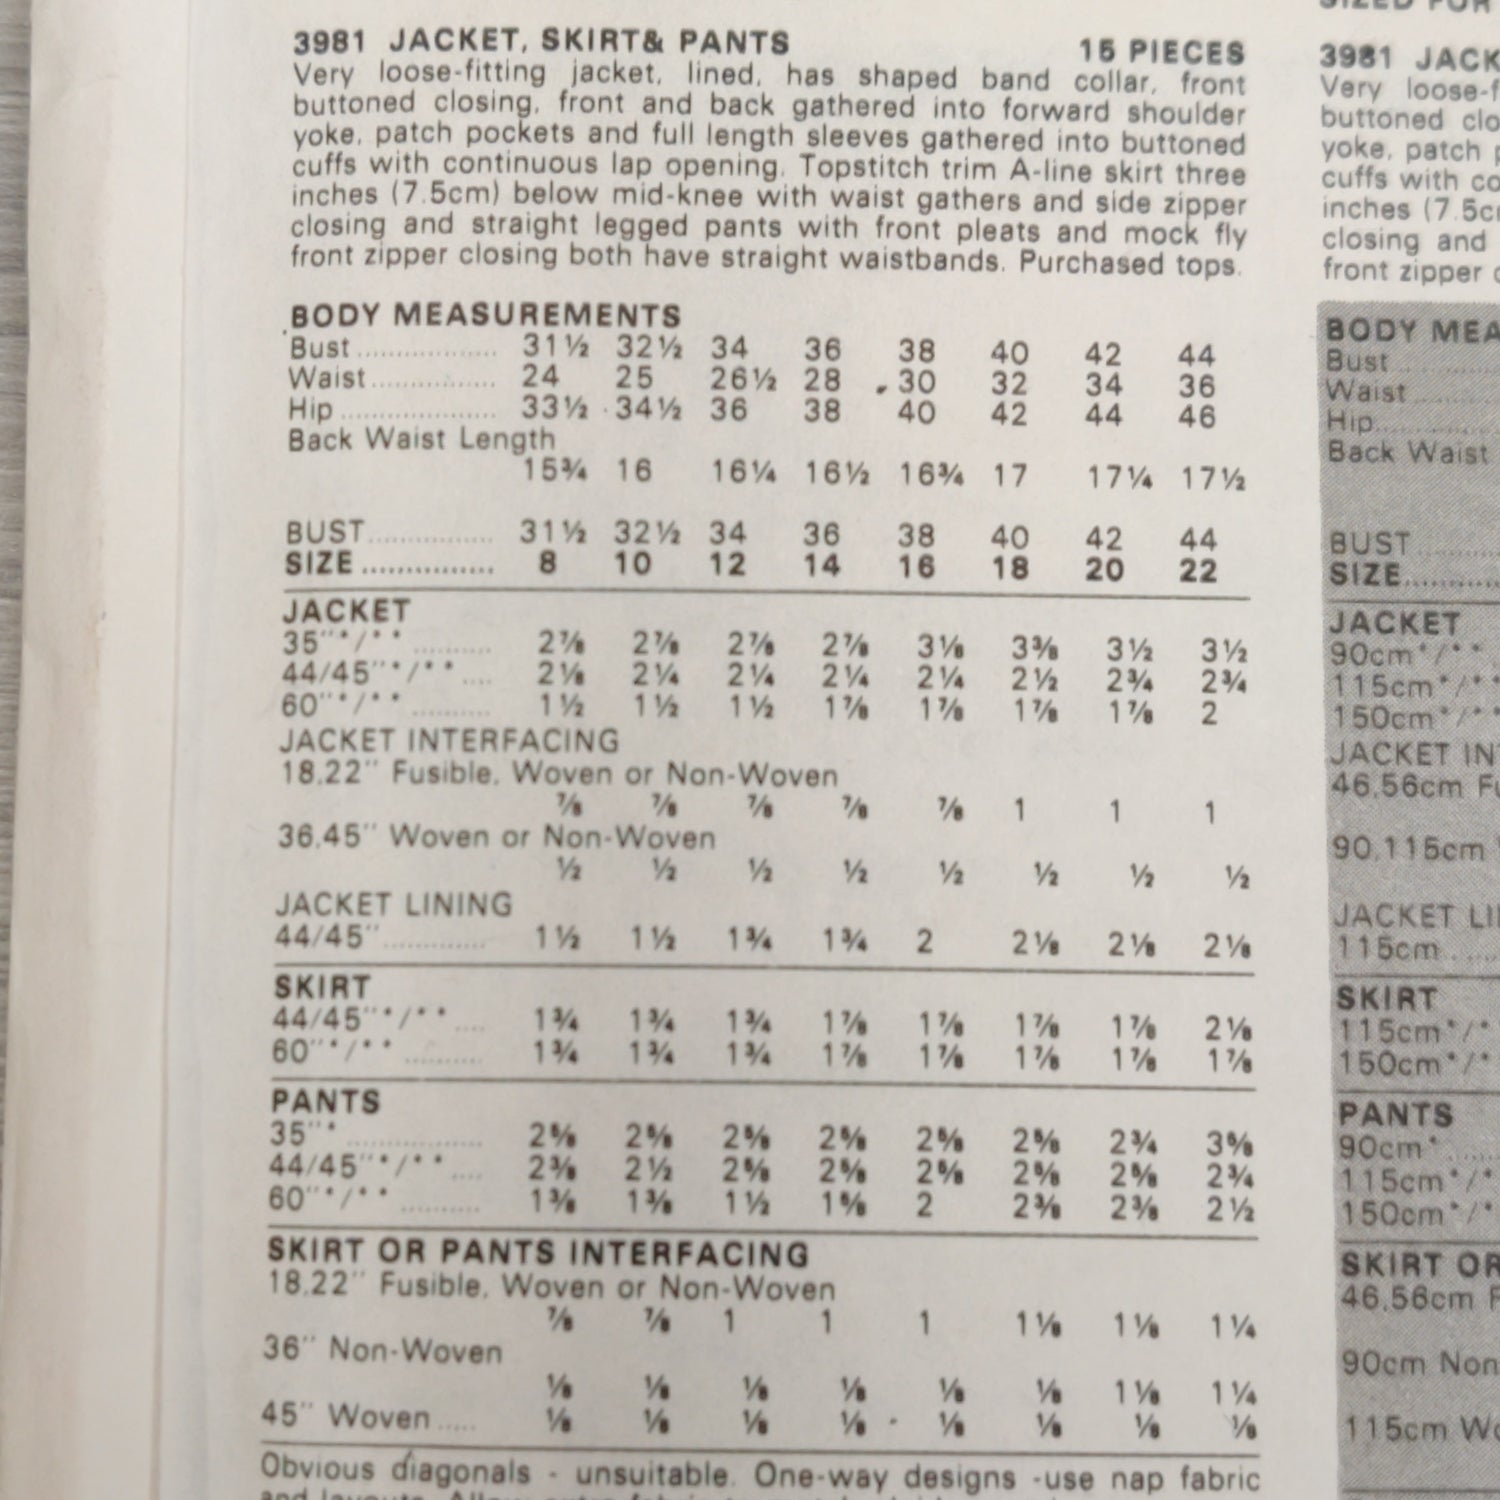 SIZED FOR
3981 JACKET, SKIRT& PANTS 15 PIECES
Very loose-fitting jacket, lined, has shaped band collar, front
buttoned closing, front and back gathered into forward shoulder
yoke, patch pockets and full length sleeves gathered into buttoned
cuffs with continuous lap opening. Topstitch trim A-line skirt three
inches (7.5cm) below mid-knee with waist gathers and side zipper
closing and straight legged pants with front pleats and mock fly
front zipper closing both have straight waistbands. Purchased tops.
BODY MEASUREMENTS
Bust 31½ 32½ 34 36 38 40 42 44
Waist 24 25 26½ 28 30 32 34 36
Hip 33½ 34½ 36 38 40 42 44 46
Back Waist Length
15¾ 16 16¼ 16½ 16¾ 17 17¼ 17½
BUST 31½ 32½ 34 36 38 40 42 44
SIZE 8 10 12 14 16 18 20 22
JACKET
35"*/** 2⅞ 2⅞ 2⅞ 2⅞ 3⅛ 3⅜ 3½ 3½
44/45"*/** 2⅛ 2¼ 2¼ 2¼ 2¼ 2½ 2¾ 2¾
60"*/** 1½ 1½ 1½ 1⅞ 1⅞ 1⅞ 1⅞ 2
JACKET INTERFACING
18,22" Fusible, Woven or Non-Woven
⅞ ⅞ ⅞ ⅞ ⅞ 1 1 1
36,45" Woven or Non-Woven
½ ½ ½ ½ ½ ½ ½ ½
JACKET LINING
44/45" 1½ 1½ 1¾ 1¾ 2 2⅛ 2⅛ 2⅛
SKIRT
44/45"*/** 1¾ 1¾ 1¾ 1⅞ 1⅞ 1⅞ 1⅞ 2⅛
60"*/** 1¾ 1¾ 1¾ 1⅞ 1⅞ 1⅞ 1⅞ 1⅞
PANTS
35"* 2⅝ 2⅝ 2⅝ 2⅝ 2⅝ 2⅝ 2¾ 3⅝
44/45"*/** 2⅜ 2½ 2⅝ 2⅝ 2⅝ 2⅝ 2⅝ 2¾
60"*/** 1⅜ 1⅜ 1½ 1⅝ 2 2⅜ 2⅜ 2½
SKIRT OR PANTS INTERFACING
18,22" Fusible, Woven or Non-Woven
⅞ ⅞ 1 1 1 1⅛ 1⅛ 1¼
36" Non-Woven
⅛ ⅛ ⅛ ⅛ ⅛ ⅛ 1⅛ 1¼
45" Woven ⅛ ⅛ ⅛ ⅛ ⅛ ⅛ ⅛ ⅛
Obvious diagonals - unsuitable. One-way designs -use nap fabric
3981 JACK
Very loose-f
buttoned clo
yoke, patch p
cuffs with co
inches (7.5c
closing and
front zipper
BODY MEA
Bust
Waist
Hip
Back Waist
BUST
SIZE
JACKET
90cm*/**
115cm*/**
150cm*/**
JACKET IN
46,56cm Fu
90,115cm
JACKET LI
115cm
SKIRT
115cm*/*
150cm*/*
PANTS
90cm*
115cm*/*
150cm*/*
SKIRT OR
46,56cm F
90cm Non
115cm Wo